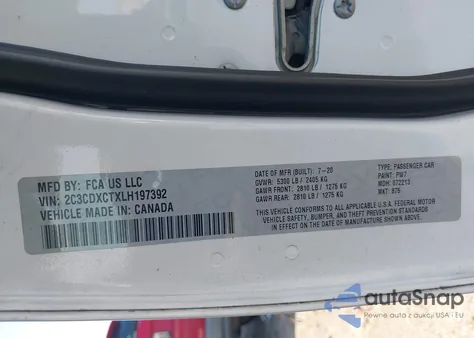 MFD BY: FCA US LLC
VIN: 2C3CDXCTXLH197392
VEHICLE MADE IN: CANADA
DATE OF MFR (BUILT): 7-20
GVWR: 5300 LB / 2405 KG
GAWR FRONT: 2810 LB / 1275 KG
GAWR REAR: 2810 LB / 1275 KG
TYPE: PASSENGER CAR
PAINT: PW7
MDH: 072213
MKT: 975
THIS VEHICLE CONFORMS TO ALL APPLICABLE U.S.A. FEDERAL MOTOR
VEHICLE SAFETY, BUMPER, AND THEFT PREVENTION STANDARDS
IN EFFECT ON THE DATE OF MANUFACTURE SHOWN ABOVE.
autaSnap
Pewne auta z aukcji USA i EU